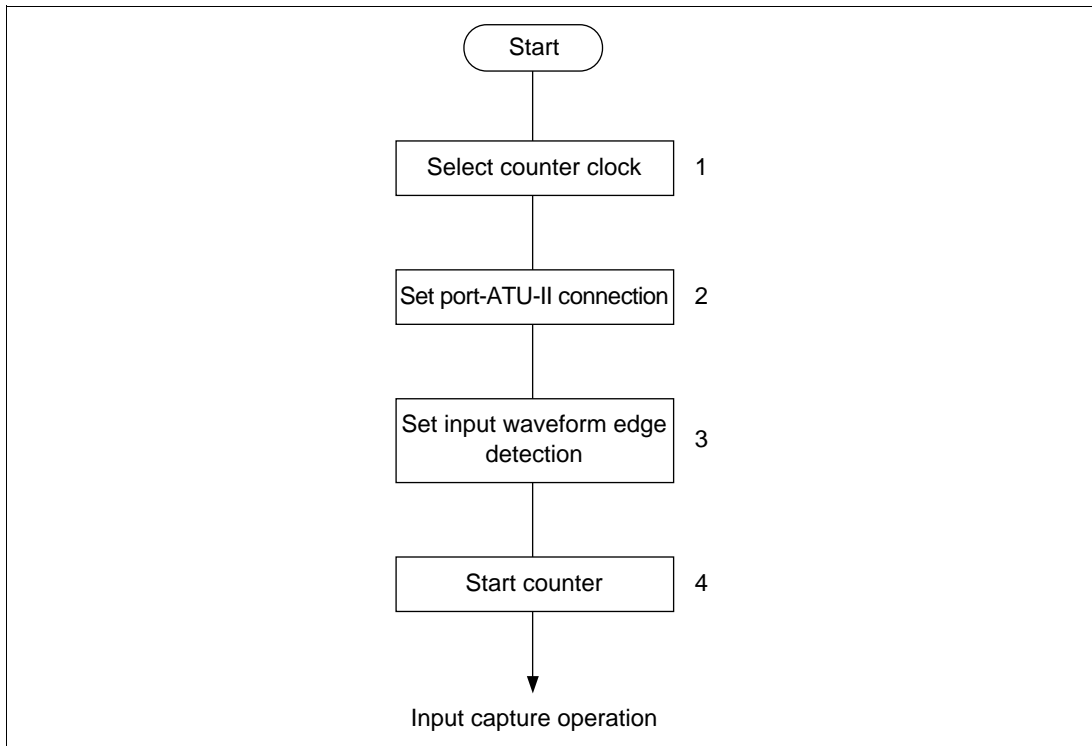 Start
Select counter clock 1
Set port-ATU-II connection 2
Set input waveform edge
detection
3
Start counter 4
Input capture operation